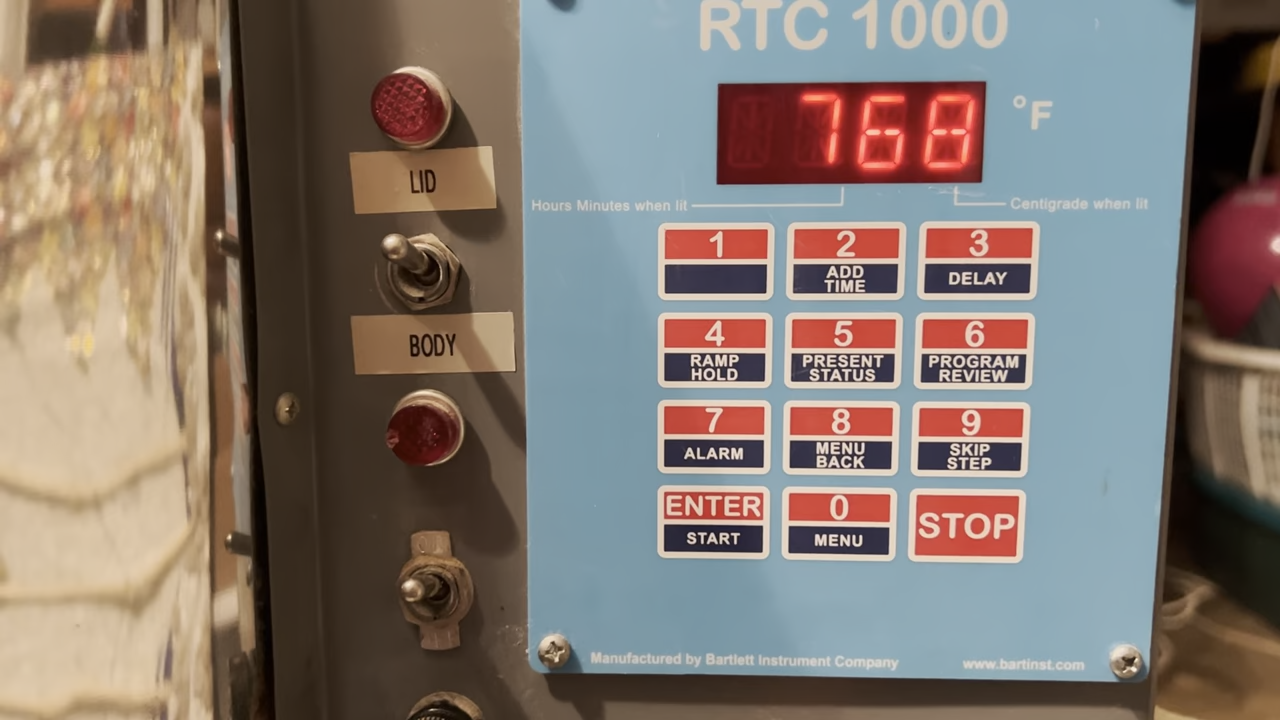 RTC 1000
768
°F
Hours Minutes when lit
Centigrade when lit
LID
BODY
1
2
ADD
TIME
3
DELAY
4
RAMP
HOLD
5
PRESENT
STATUS
6
PROGRAM
REVIEW
7
ALARM
8
MENU
BACK
9
SKIP
STEP
ENTER
START
0
MENU
STOP
Manufactured by Bartlett Instrument Company
www.bartinst.com